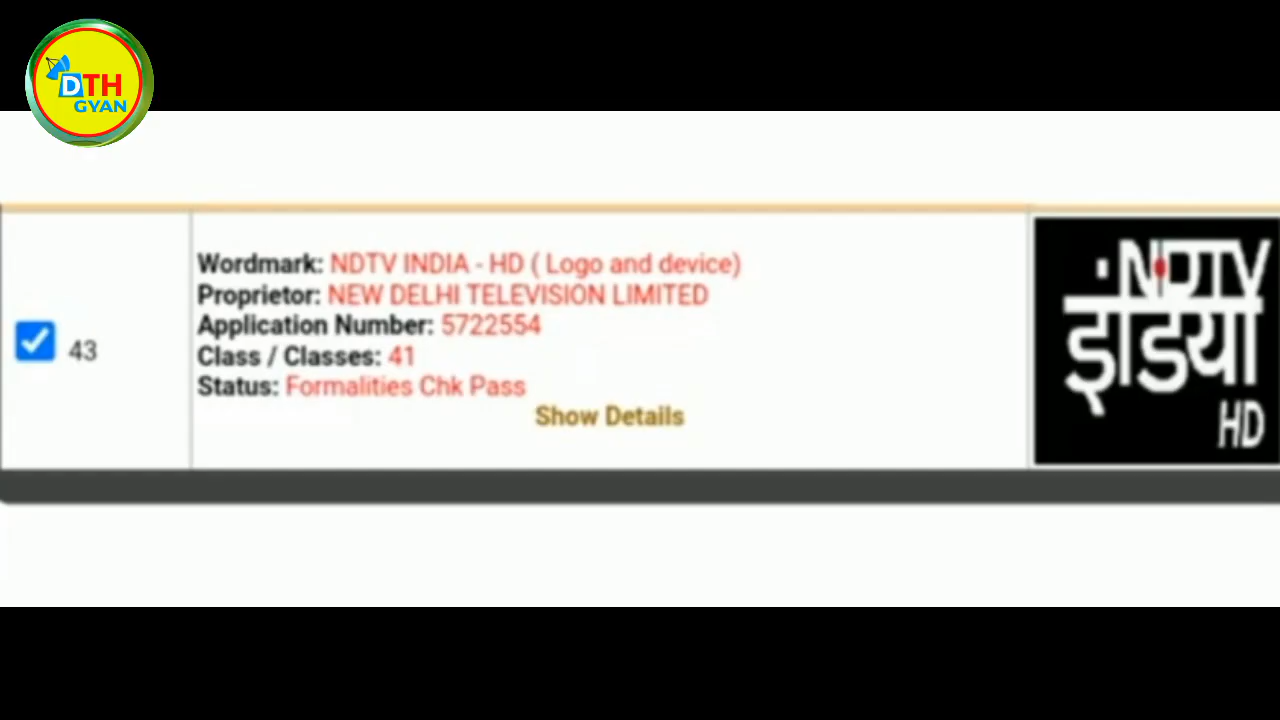 DTH
GYAN
Wordmark: NDTV INDIA - HD ( Logo and device)
Proprietor: NEW DELHI TELEVISION LIMITED
Application Number: 5722554
43
Class / Classes: 41
Status: Formalities Chk Pass
Show Details
NDTV
इंडिया
HD